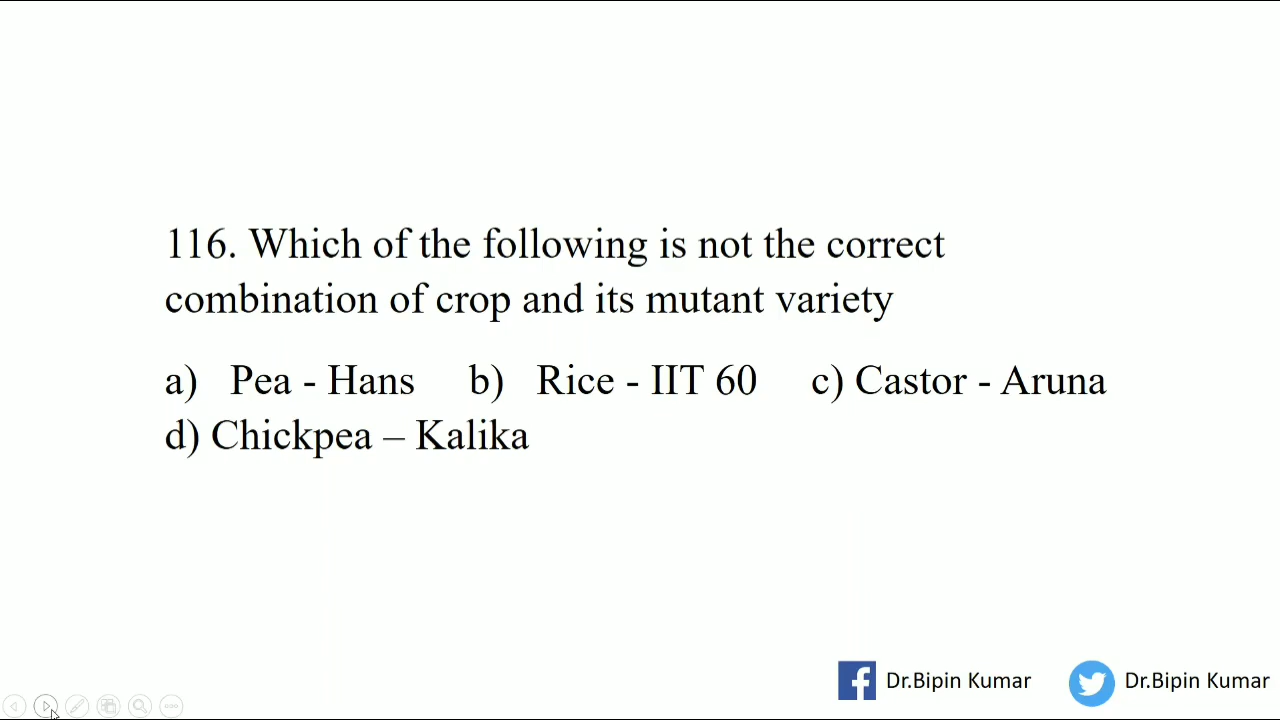 116. Which of the following is not the correct
combination of crop and its mutant variety
a) Pea - Hans b) Rice - IIT 60 c) Castor - Aruna
d) Chickpea – Kalika
Dr.Bipin Kumar Dr.Bipin Kumar